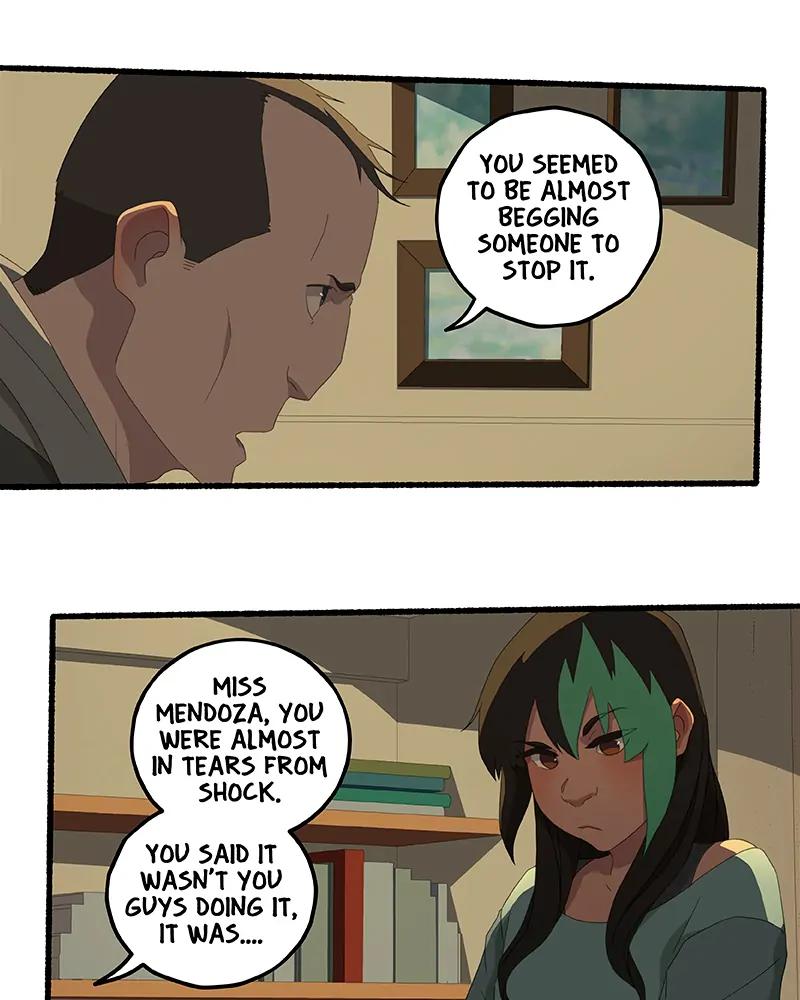 YOU SEEMED
TO BE ALMOST
BEGGING
SOMEONE TO
STOP IT.
MISS
MENDOZA, YOU
WERE ALMOST
IN TEARS FROM
SHOCK.
YOU SAID IT
WASN'T YOU
GUYS DOING IT,
IT WAS....